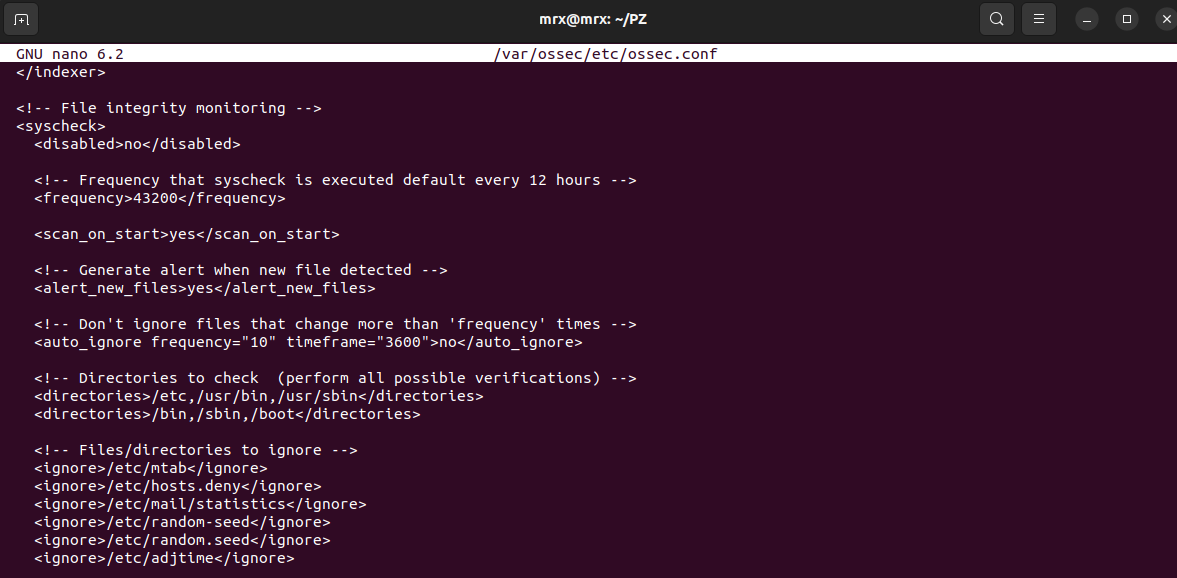 mrx@mrx: ~/PZ
GNU nano 6.2 /var/ossec/etc/ossec.conf
</indexer>
<!-- File integrity monitoring -->
<syscheck>
<disabled>no</disabled>
<!-- Frequency that syscheck is executed default every 12 hours -->
<frequency>43200</frequency>
<scan_on_start>yes</scan_on_start>
<!-- Generate alert when new file detected -->
<alert_new_files>yes</alert_new_files>
<!-- Don't ignore files that change more than 'frequency' times -->
<auto_ignore frequency="10" timeframe="3600">no</auto_ignore>
<!-- Directories to check  (perform all possible verifications) -->
<directories>/etc,/usr/bin,/usr/sbin</directories>
<directories>/bin,/sbin,/boot</directories>
<!-- Files/directories to ignore -->
<ignore>/etc/mtab</ignore>
<ignore>/etc/hosts.deny</ignore>
<ignore>/etc/mail/statistics</ignore>
<ignore>/etc/random-seed</ignore>
<ignore>/etc/random.seed</ignore>
<ignore>/etc/adjtime</ignore>